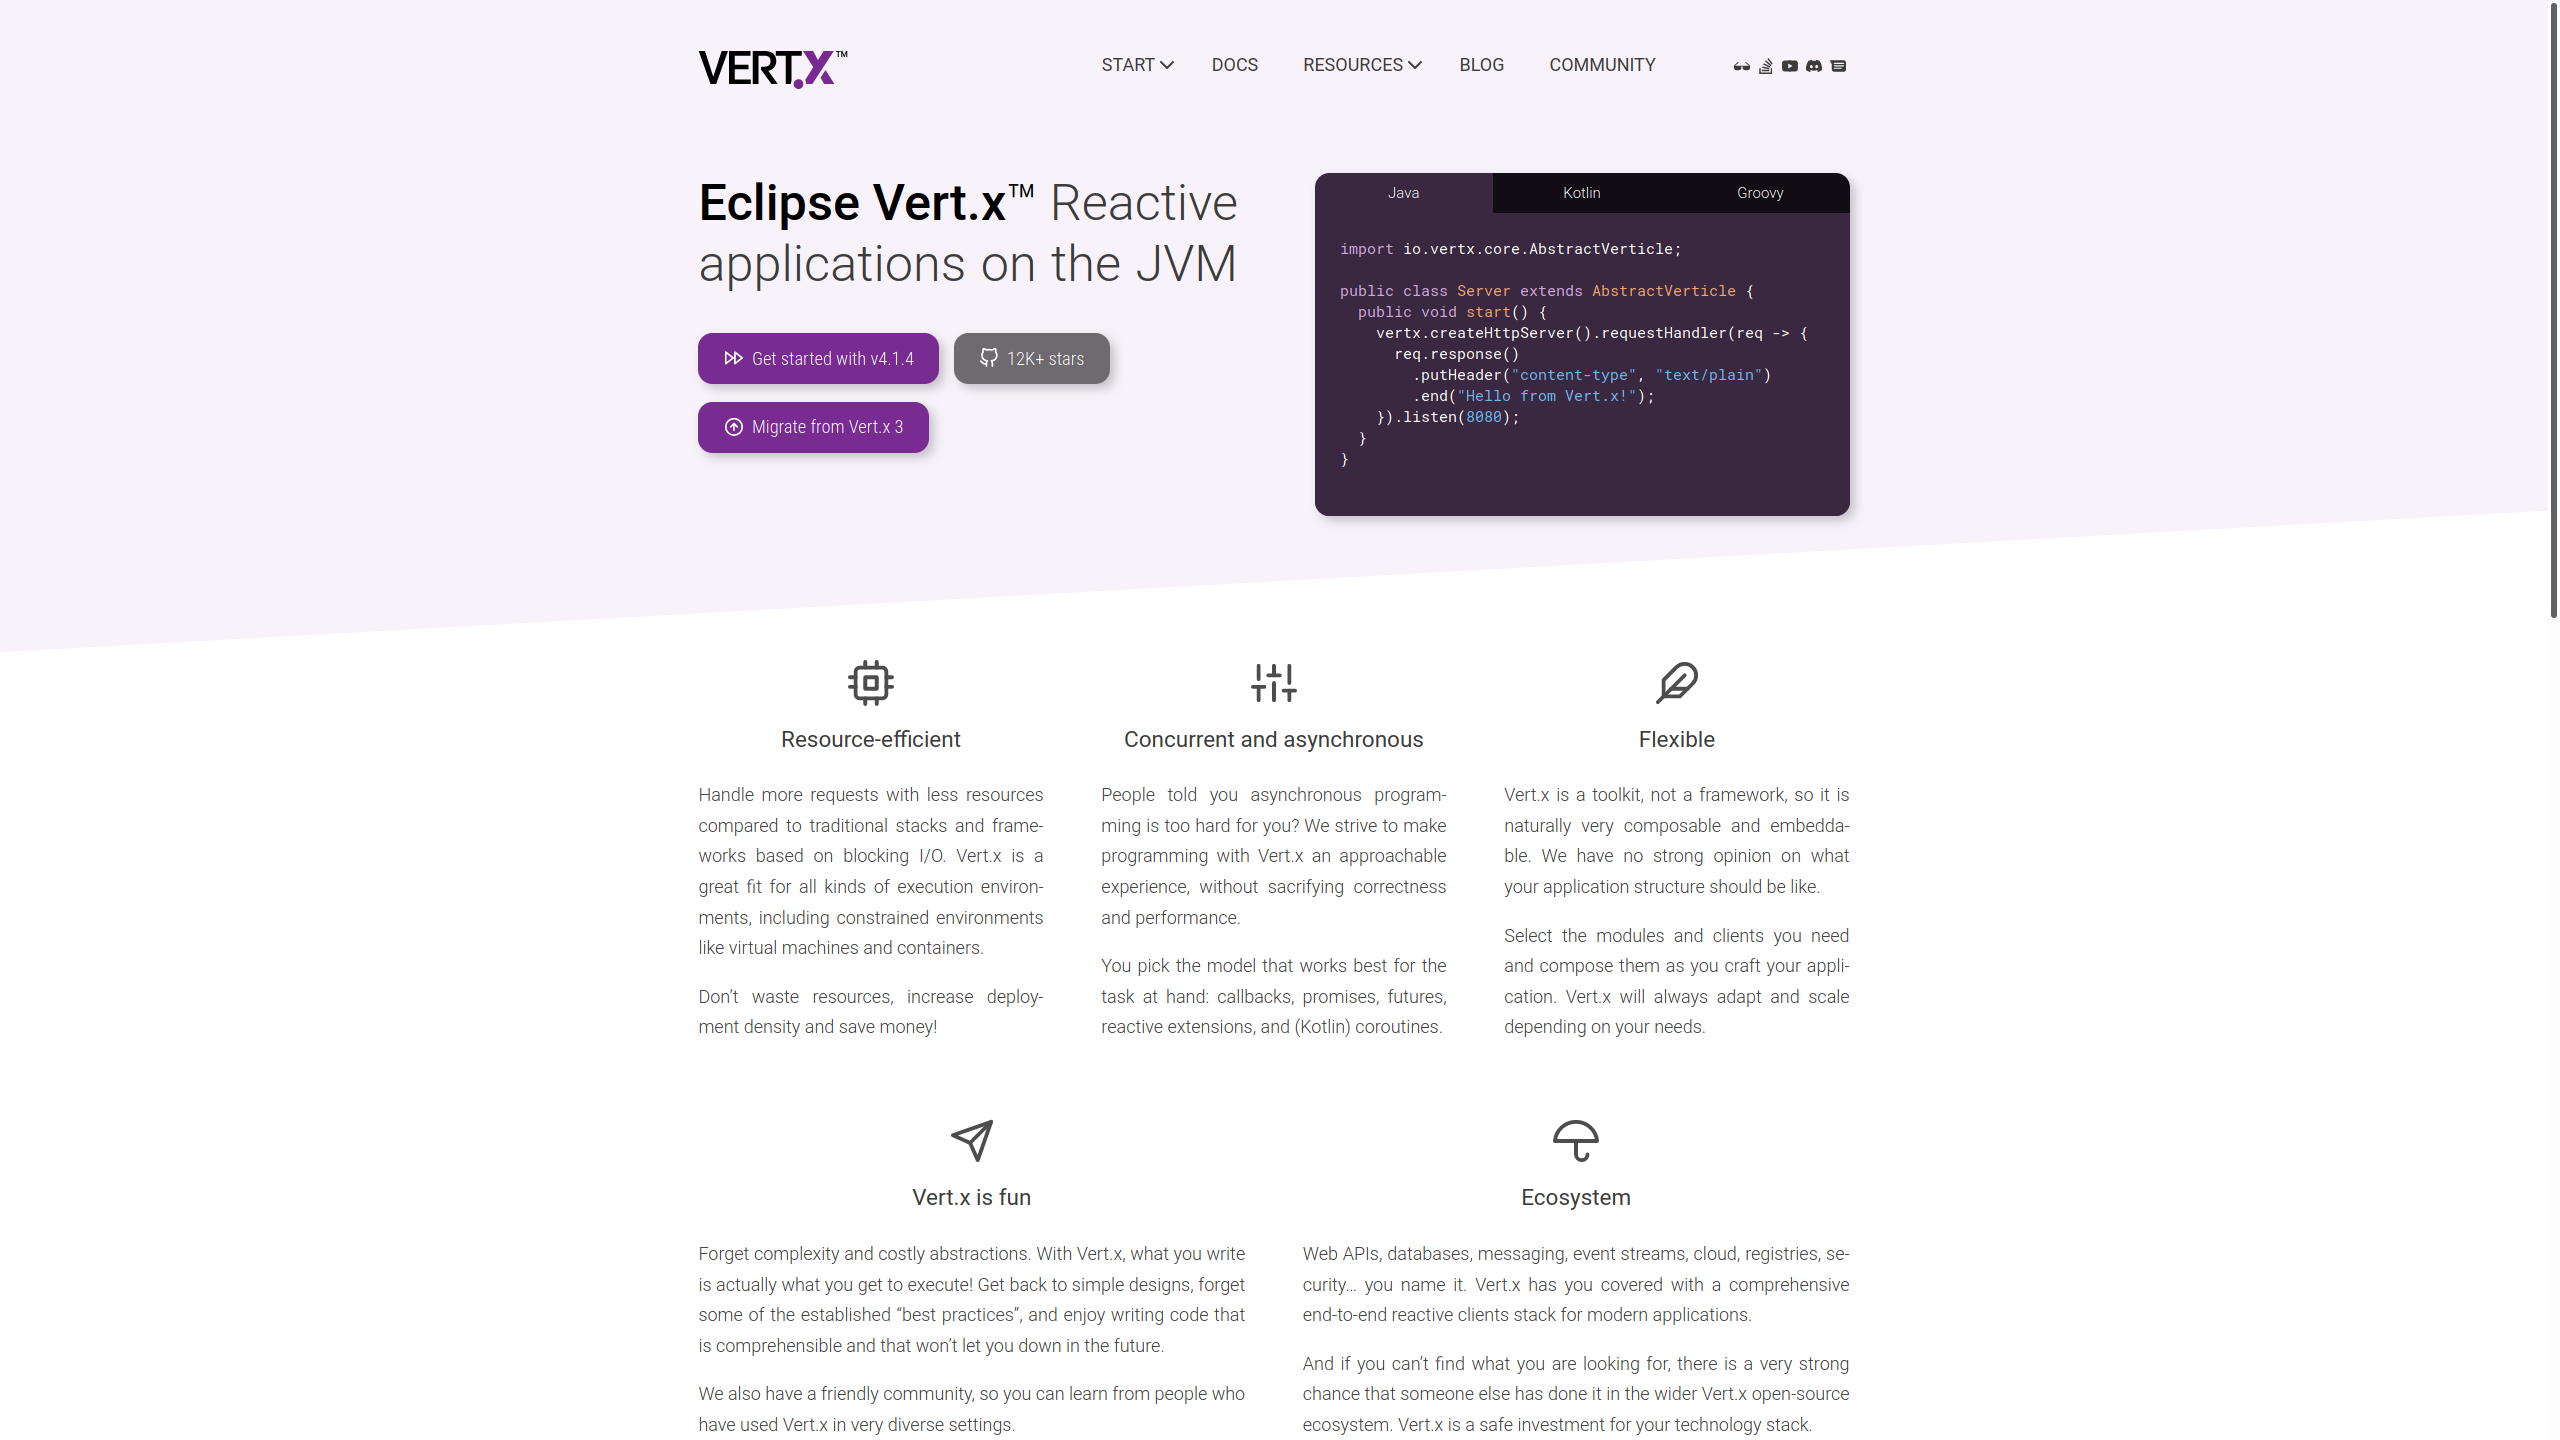 VERT.X™
START
DOCS
RESOURCES
BLOG
COMMUNITY
Eclipse Vert.x™ Reactive
applications on the JVM
Get started with v4.1.4
12K+ stars
Migrate from Vert.x 3
Java
Kotlin
Groovy
import io.vertx.core.AbstractVerticle;
public class Server extends AbstractVerticle {
public void start() {
vertx.createHttpServer().requestHandler(req -> {
req.response()
.putHeader("content-type", "text/plain")
.end("Hello from Vert.x!");
}).listen(8080);
}
}
Resource-efficient
Handle more requests with less resources
compared to traditional stacks and frame-
works based on blocking I/O. Vert.x is a
great fit for all kinds of execution environ-
ments, including constrained environments
like virtual machines and containers.
Don’t waste resources, increase deploy-
ment density and save money!
Concurrent and asynchronous
People told you asynchronous program-
ming is too hard for you? We strive to make
programming with Vert.x an approachable
experience, without sacrifying correctness
and performance.
You pick the model that works best for the
task at hand: callbacks, promises, futures,
reactive extensions, and (Kotlin) coroutines.
Flexible
Vert.x is a toolkit, not a framework, so it is
naturally very composable and embedda-
ble. We have no strong opinion on what
your application structure should be like.
Select the modules and clients you need
and compose them as you craft your appli-
cation. Vert.x will always adapt and scale
depending on your needs.
Vert.x is fun
Forget complexity and costly abstractions. With Vert.x, what you write
is actually what you get to execute! Get back to simple designs, forget
some of the established “best practices”, and enjoy writing code that
is comprehensible and that won’t let you down in the future.
We also have a friendly community, so you can learn from people who
have used Vert.x in very diverse settings.
Ecosystem
Web APIs, databases, messaging, event streams, cloud, registries, se-
curity… you name it. Vert.x has you covered with a comprehensive
end-to-end reactive clients stack for modern applications.
And if you can’t find what you are looking for, there is a very strong
chance that someone else has done it in the wider Vert.x open-source
ecosystem. Vert.x is a safe investment for your technology stack.